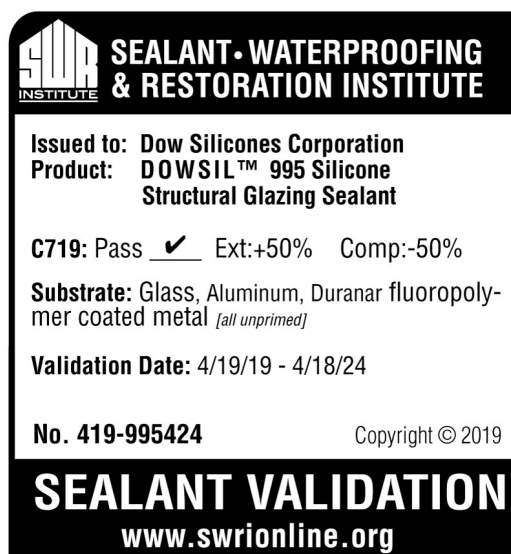 SWR
INSTITUTE
SEALANT • WATERPROOFING
& RESTORATION INSTITUTE
Issued to: Dow Silicones Corporation
Product: DOWSIL™ 995 Silicone
Structural Glazing Sealant
C719: Pass ✔ Ext:+50% Comp:-50%
Substrate: Glass, Aluminum, Duranar fluoropoly-
mer coated metal [all unprimed]
Validation Date: 4/19/19 - 4/18/24
No. 419-995424 Copyright © 2019
SEALANT VALIDATION
www.swrionline.org